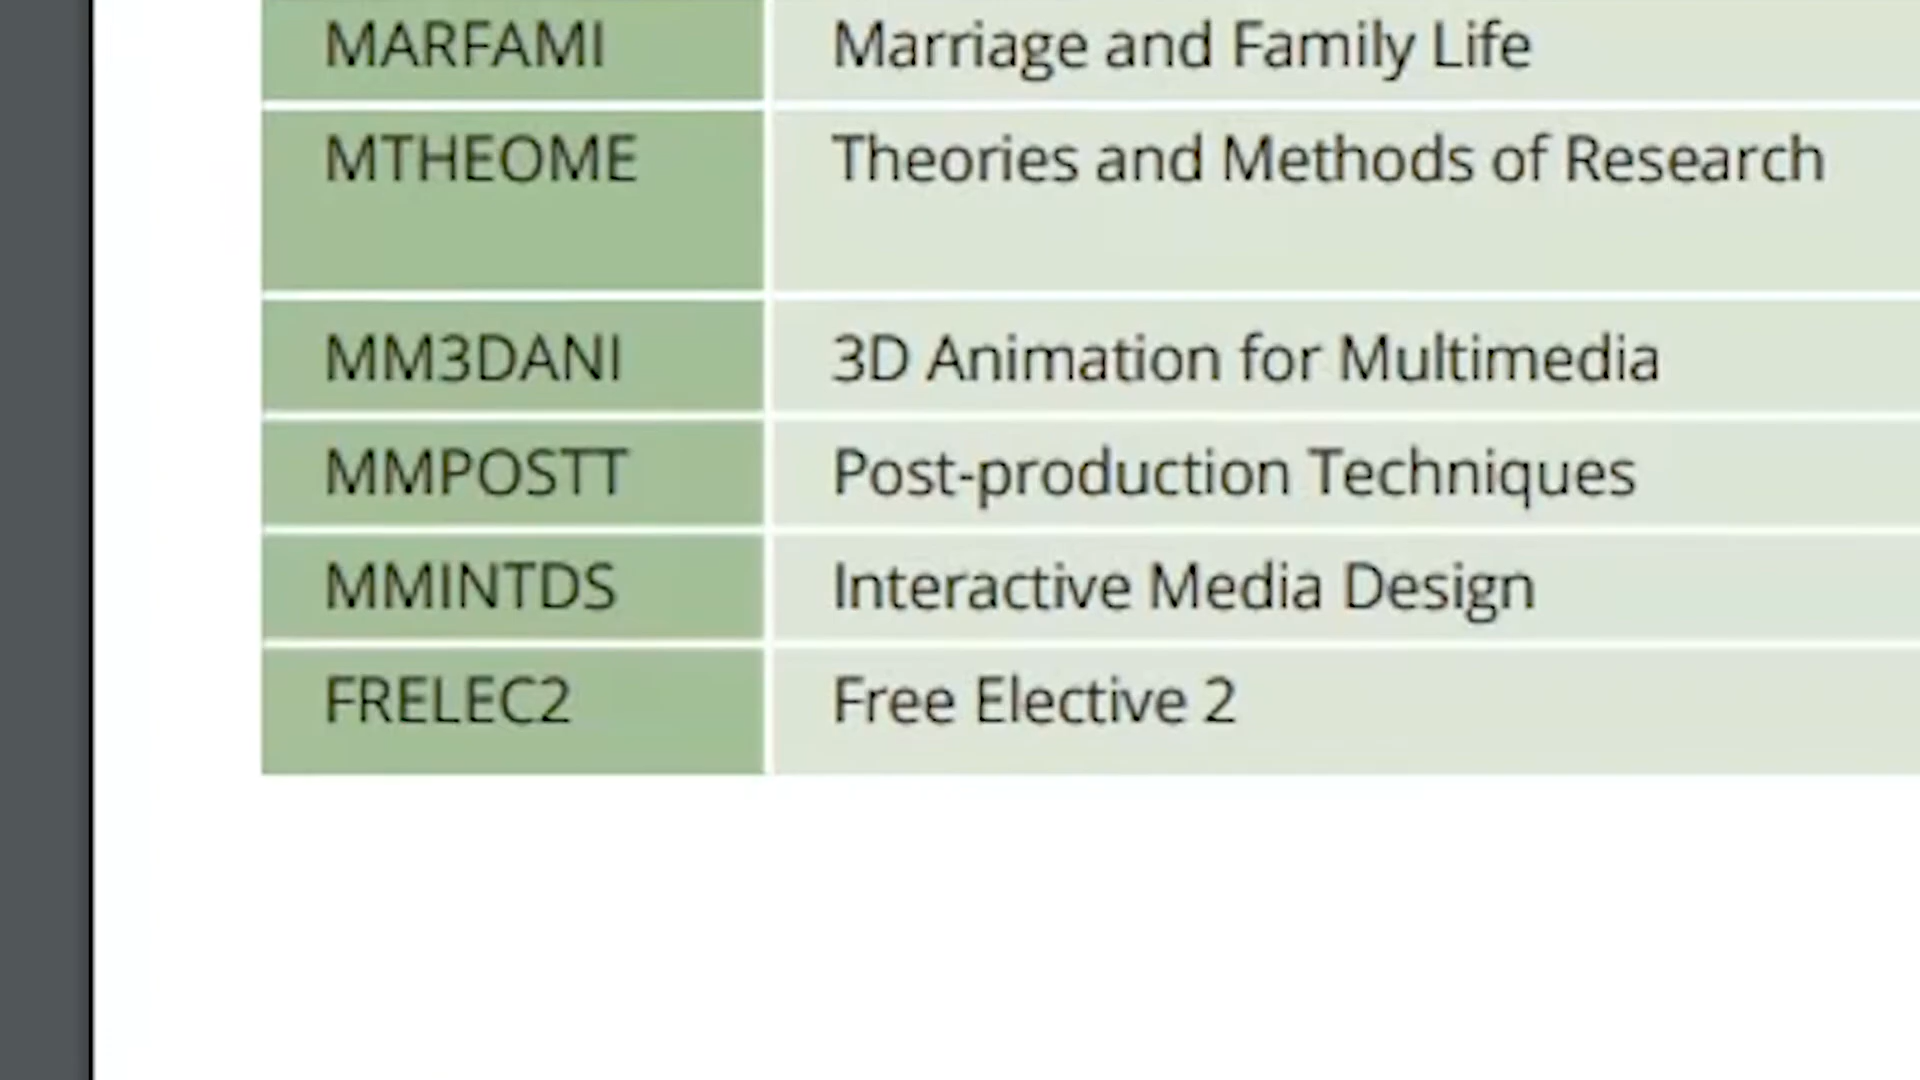 MARFAMI Marriage and Family Life
MTHEOME Theories and Methods of Research
MM3DANI 3D Animation for Multimedia
MMPOSTT Post-production Techniques
MMINTDS Interactive Media Design
FRELEC2 Free Elective 2